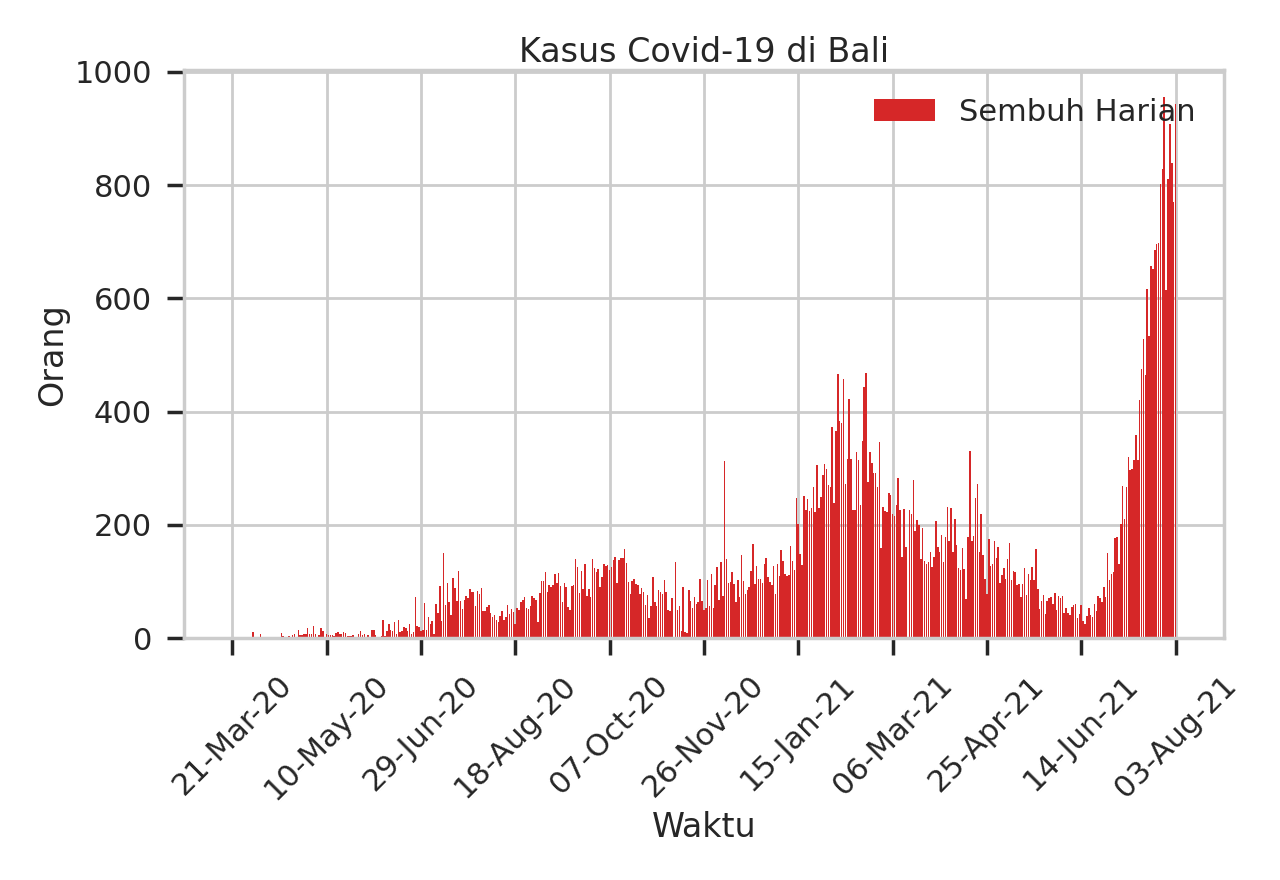 Kasus Covid-19 di Bali
Sembuh Harian
Orang
1000
800
600
400
200
0
21-Mar-20
10-May-20
29-Jun-20
18-Aug-20
07-Oct-20
26-Nov-20
15-Jan-21
06-Mar-21
25-Apr-21
14-Jun-21
03-Aug-21
Waktu